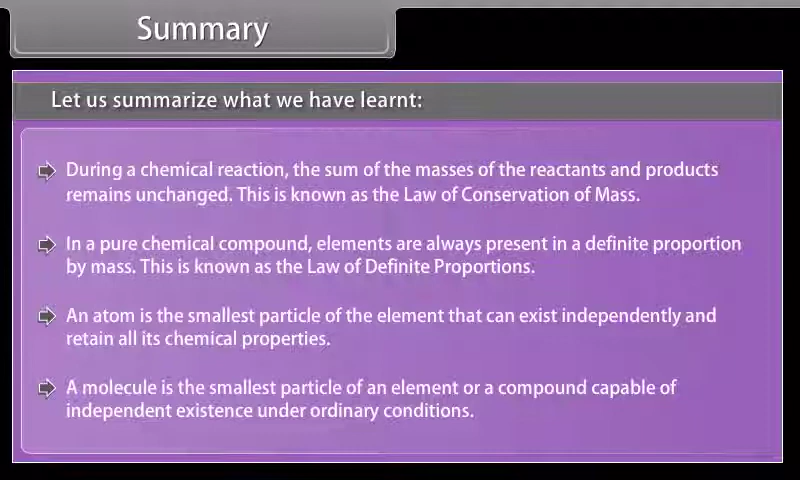 Summary
Let us summarize what we have learnt:
During a chemical reaction, the sum of the masses of the reactants and products
remains unchanged. This is known as the Law of Conservation of Mass.
In a pure chemical compound, elements are always present in a definite proportion
by mass. This is known as the Law of Definite Proportions.
An atom is the smallest particle of the element that can exist independently and
retain all its chemical properties.
A molecule is the smallest particle of an element or a compound capable of
independent existence under ordinary conditions.